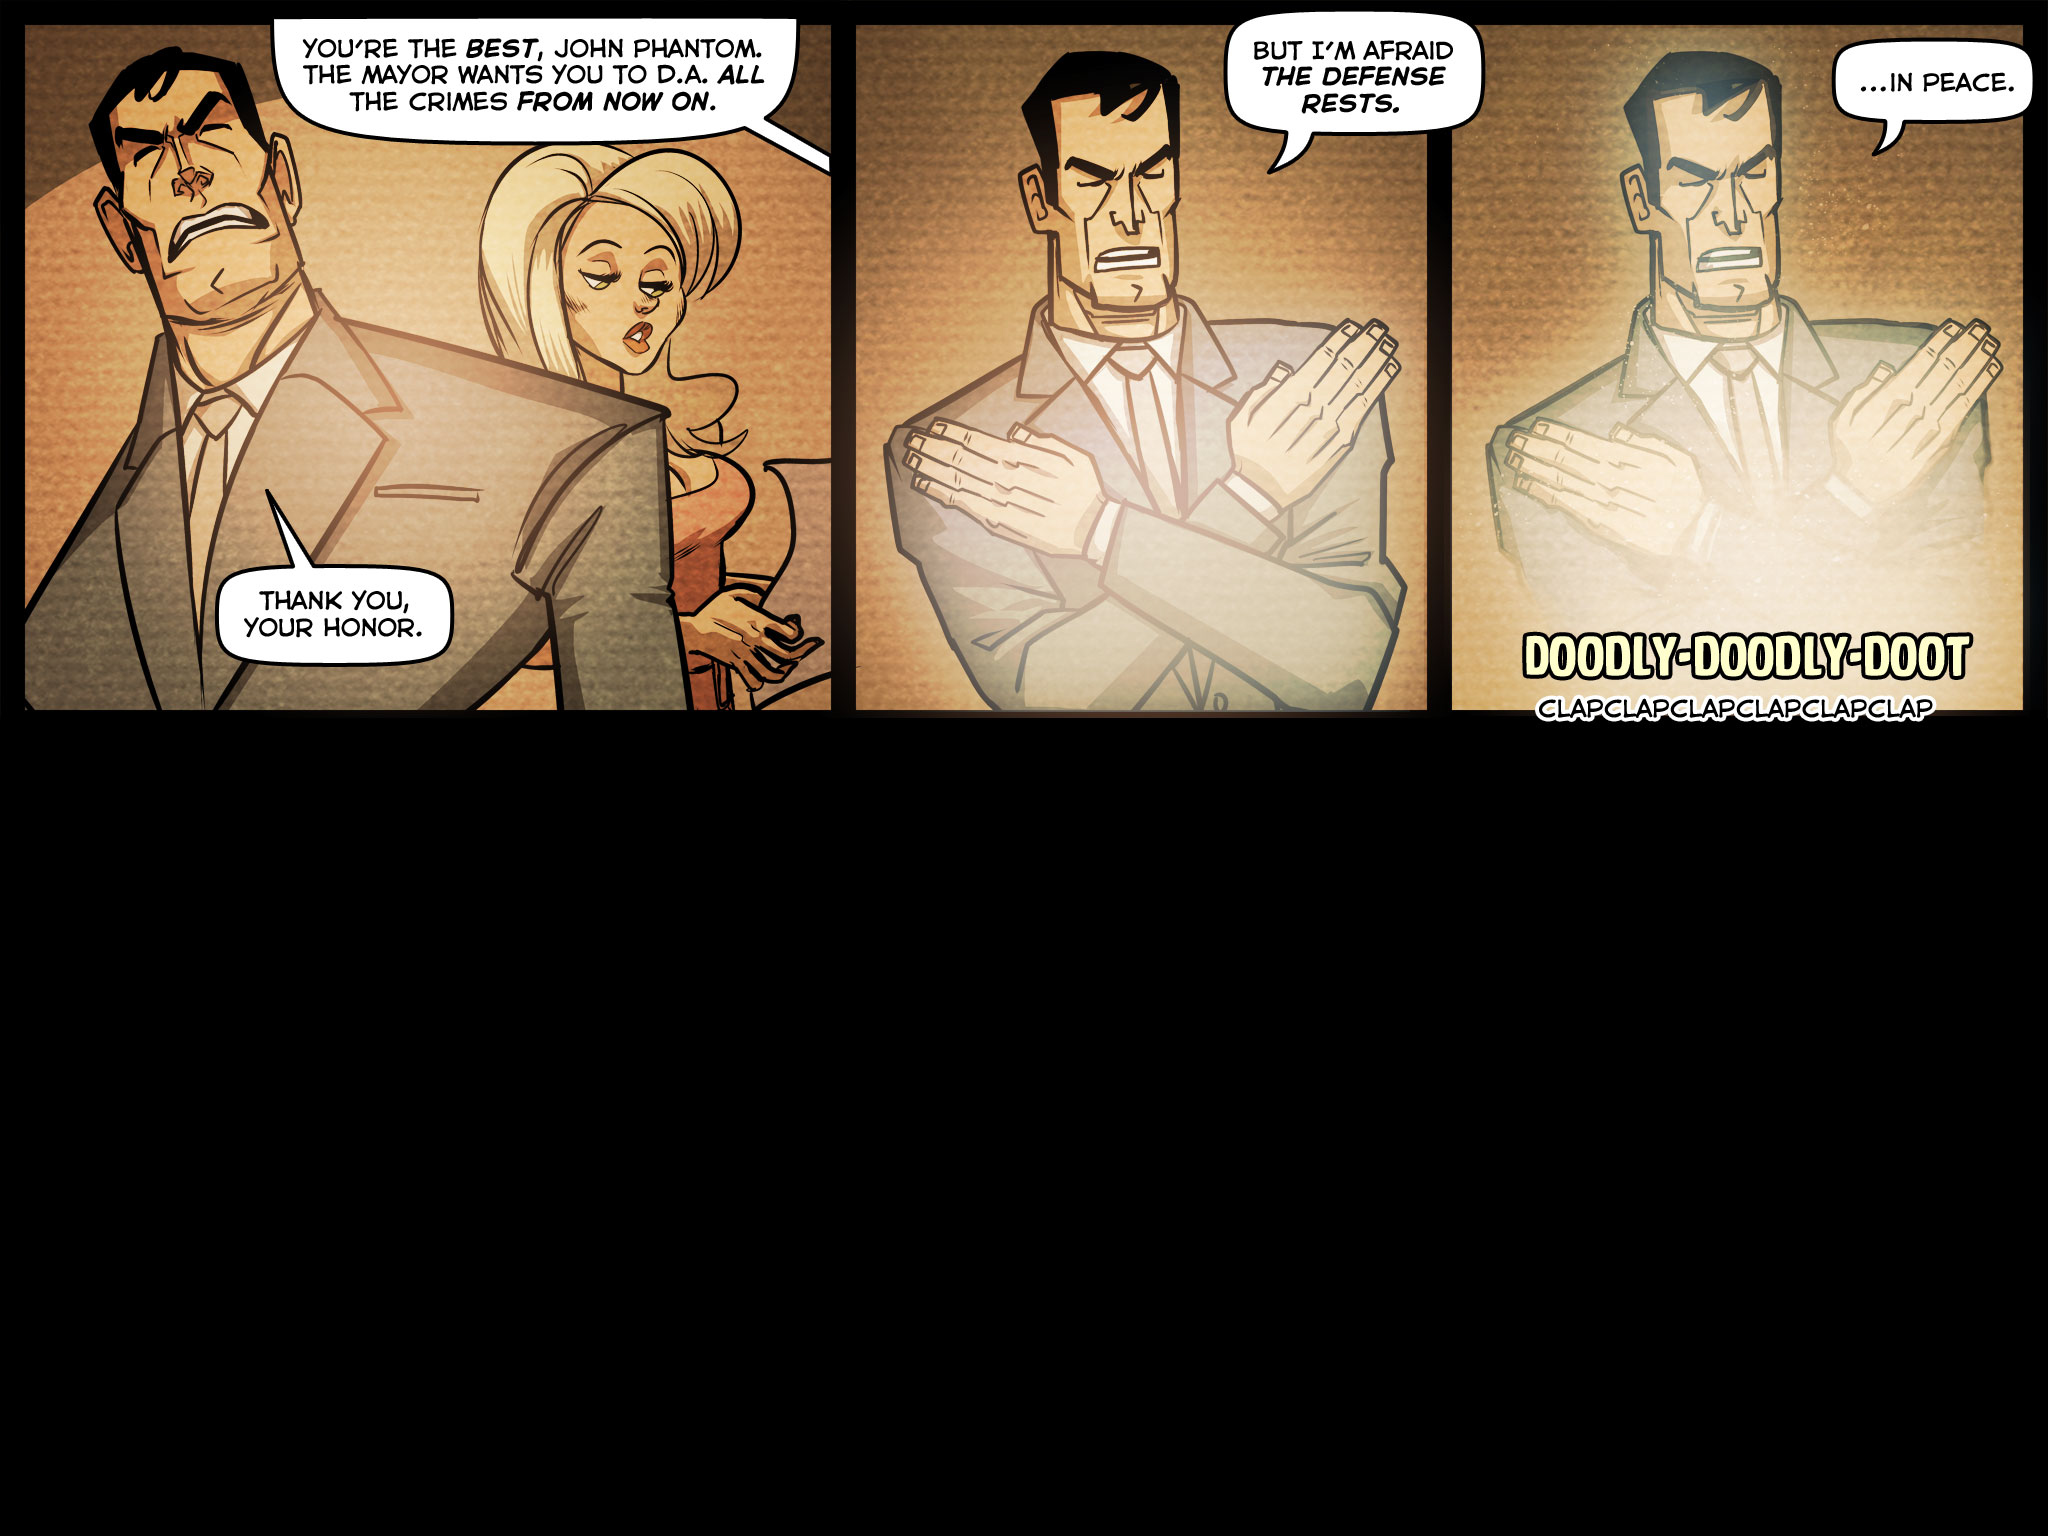 YOU'RE THE BEST, JOHN PHANTOM.
THE MAYOR WANTS YOU TO D.A. ALL
THE CRIMES FROM NOW ON.
THANK YOU,
YOUR HONOR.
BUT I'M AFRAID
THE DEFENSE
RESTS.
...IN PEACE.
DOODLY-DOODLY-DOOT
CLAPCLAPCLAPCLAPCLAPCLAP